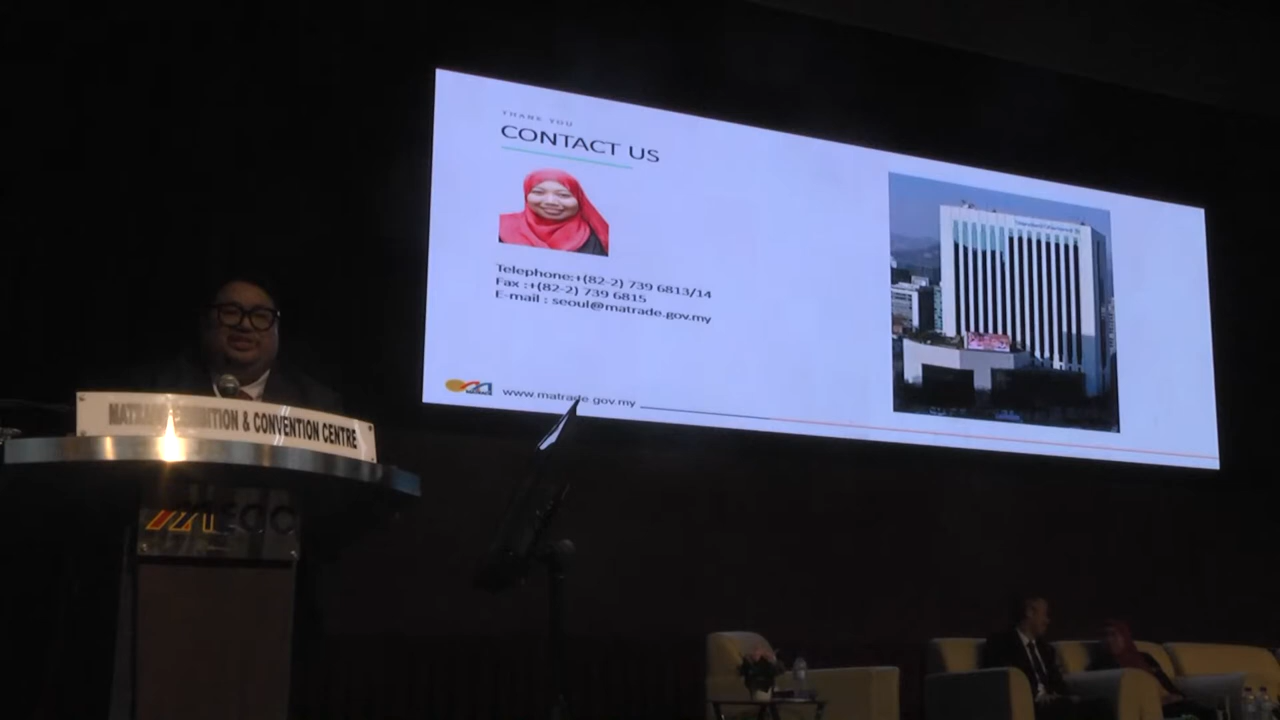 THANK YOU
CONTACT US
Telephone:+(82-2) 739 6813/14
Fax :+(82-2) 739 6815
E-mail : seoul@matrade.gov.my
www.matrade.gov.my
& CONVENTION CENTRE
MECC